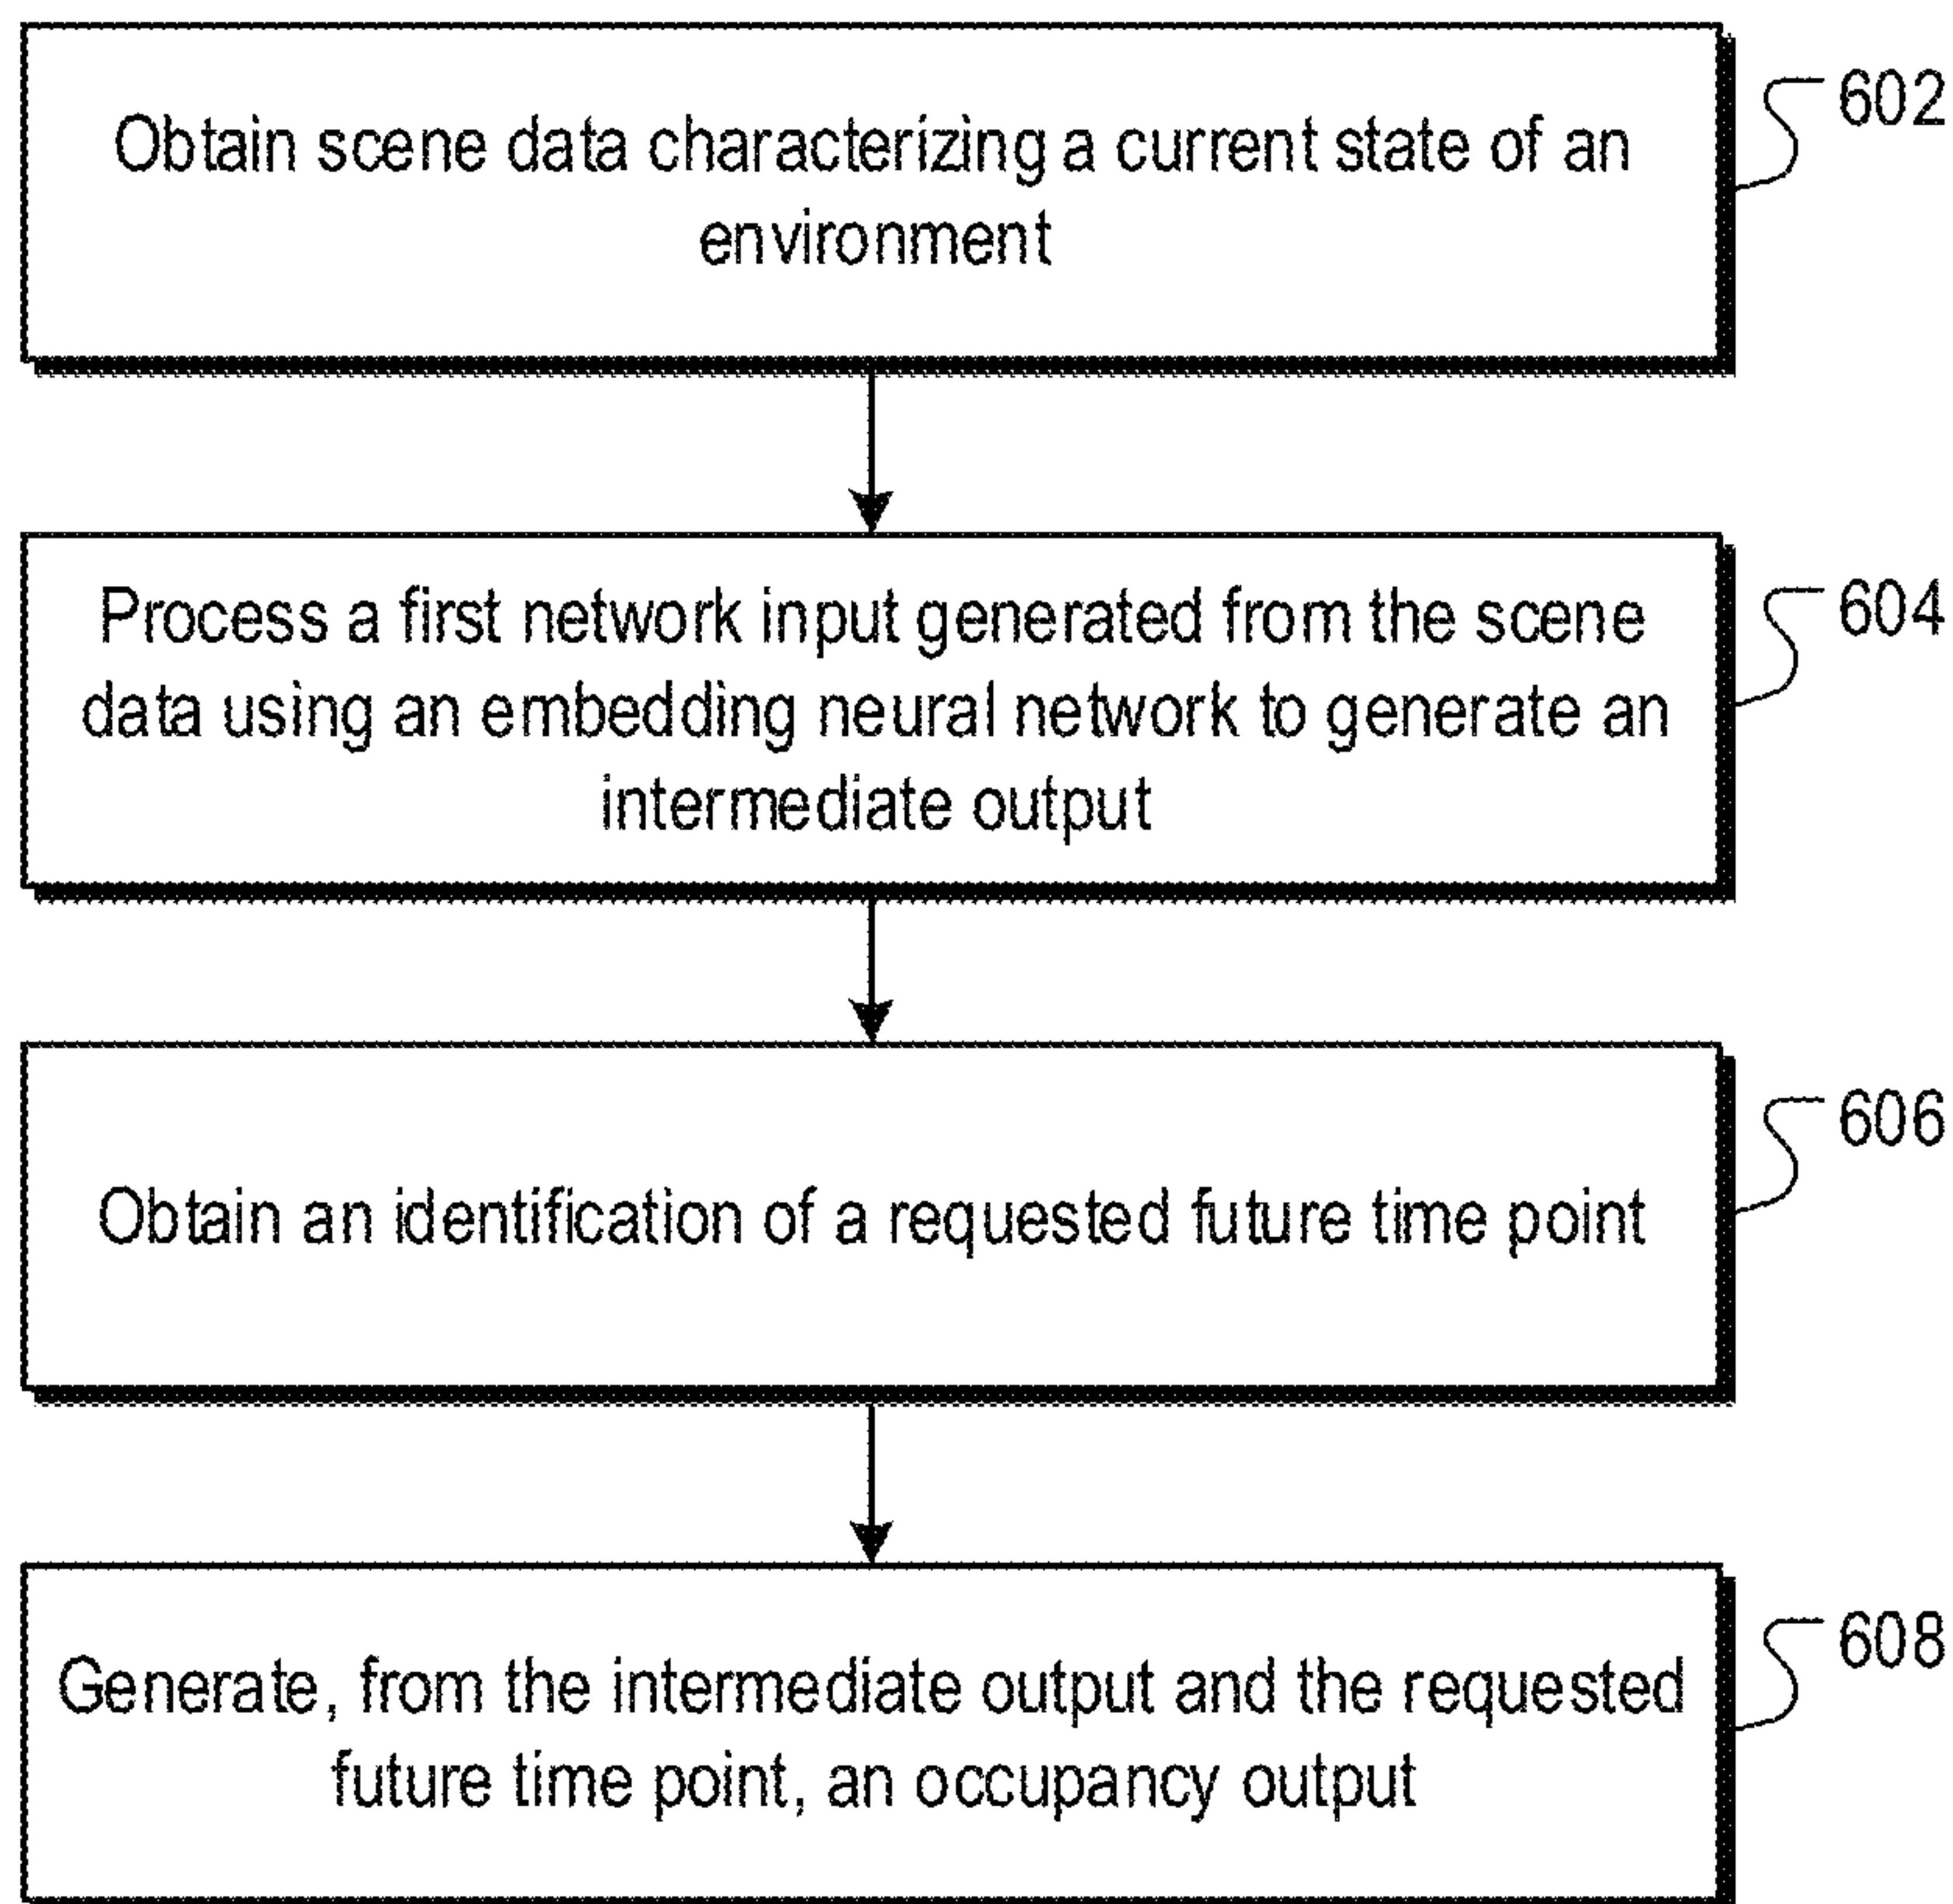 Obtain scene data characterizing a current state of an
environment
602
Process a first network input generated from the scene
data using an embedding neural network to generate an
intermediate output
604
Obtain an identification of a requested future time point
606
Generate, from the intermediate output and the requested
future time point, an occupancy output
608